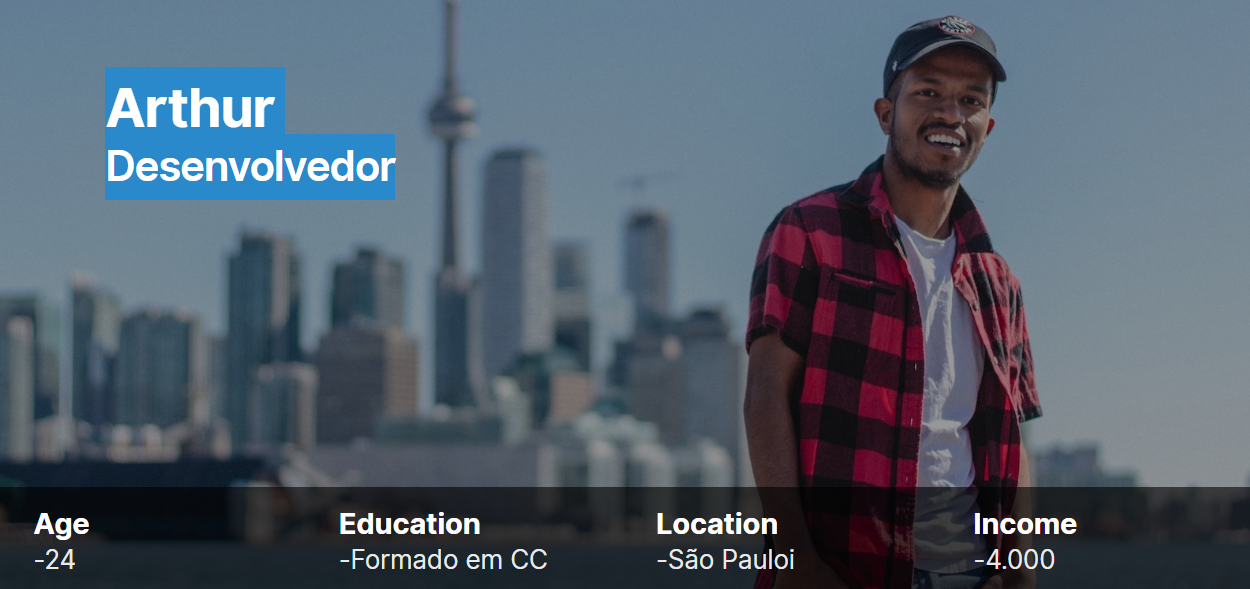 Arthur
Desenvolvedor
Age
-24
Education
-Formado em CC
Location
-São Pauloi
Income
-4.000